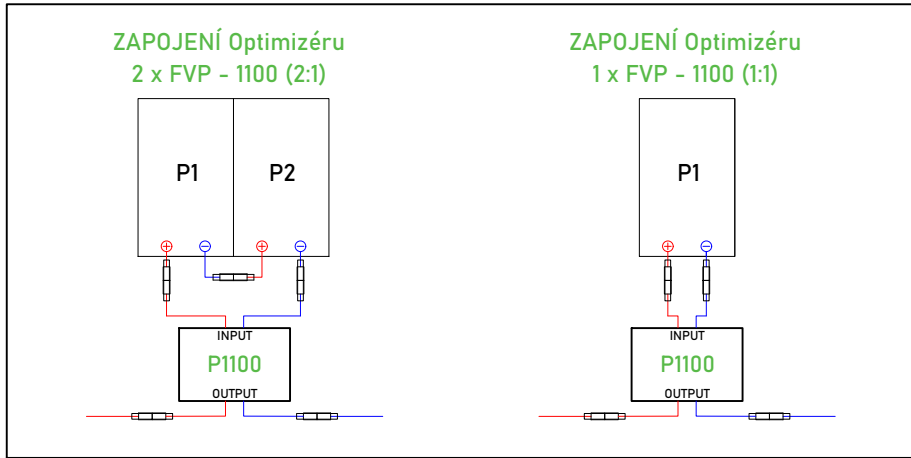 ZAPOJENÍ Optimizéru
2 x FVP - 1100 (2:1)
P1
P2
+
−
+
−
INPUT
P1100
OUTPUT
ZAPOJENÍ Optimizéru
1 x FVP - 1100 (1:1)
P1
+
−
INPUT
P1100
OUTPUT